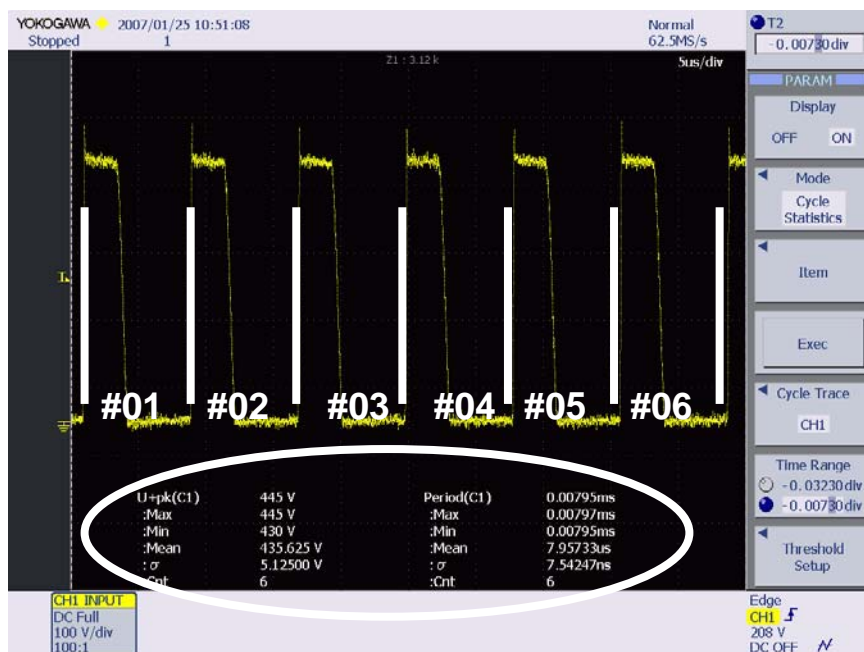 YOKOGAWA 2007/01/25 10:51:08 Normal
Stopped 1 62.5MS/s
Z1 : 3.12 k 5us/div
T2
-0.00730div
PARAM
Display
OFF ON
Mode
Cycle
Statistics
Item
Exec
Cycle Trace
CH1
Time Range
-0.03230div
-0.00730div
Threshold
Setup
#01 #02 #03 #04 #05 #06
U+pk(C1) 445 V Period(C1) 0.00795ms
:Max 445 V :Max 0.00797ms
:Min 430 V :Min 0.00795ms
:Mean 435.625 V :Mean 7.95733us
:σ 5.12500 V :σ 7.54247ns
:Cnt 6 :Cnt 6
CH1 INPUT
DC Full
100 V/div
100:1
Edge
CH1
208 V
DC OFF